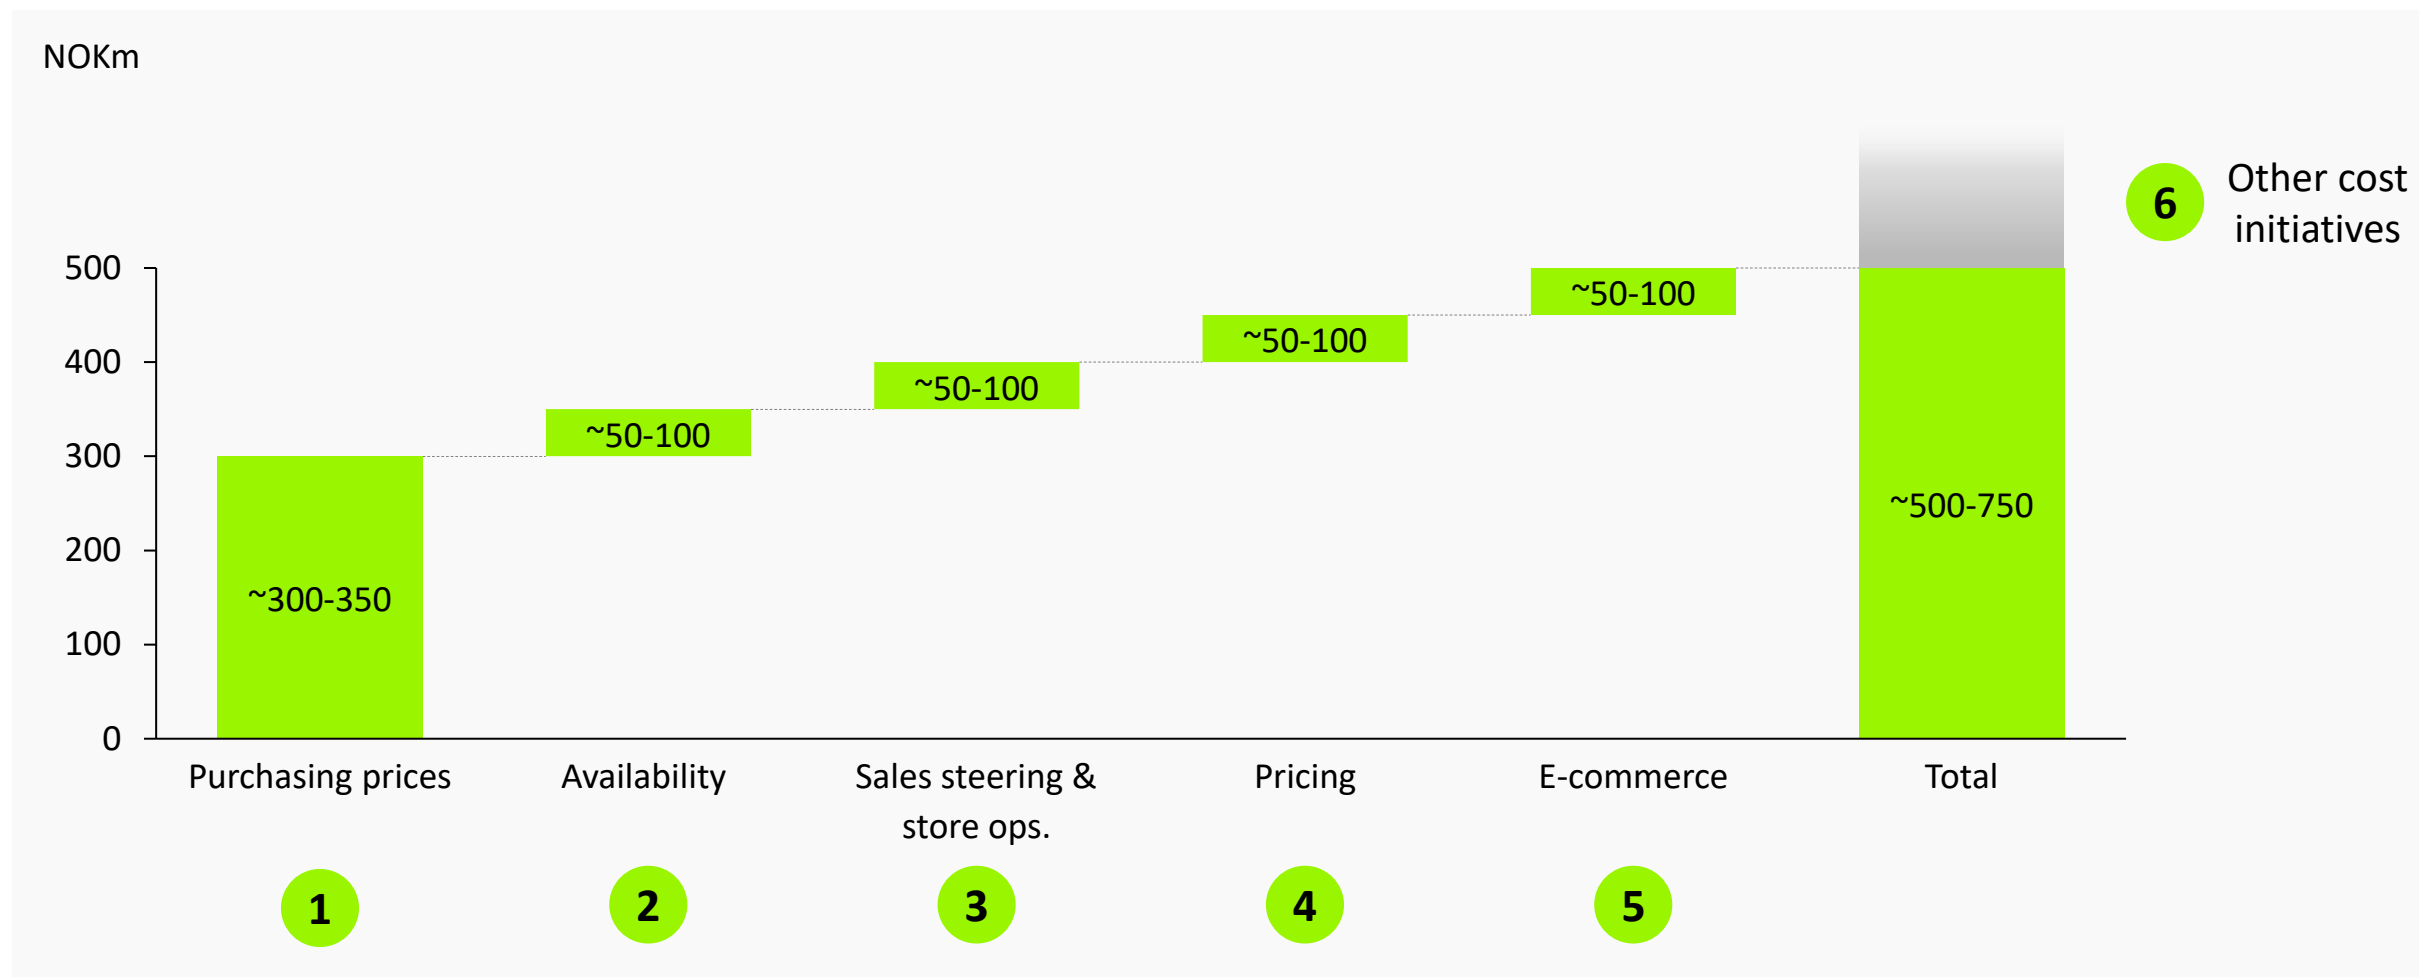 NOKm
6
Other cost
initiatives
500
400
300
200
100
0
~300-350
~50-100
~50-100
~50-100
~50-100
~500-750
Purchasing prices
Availability
Sales steering &
store ops.
Pricing
E-commerce
Total
1
2
3
4
5